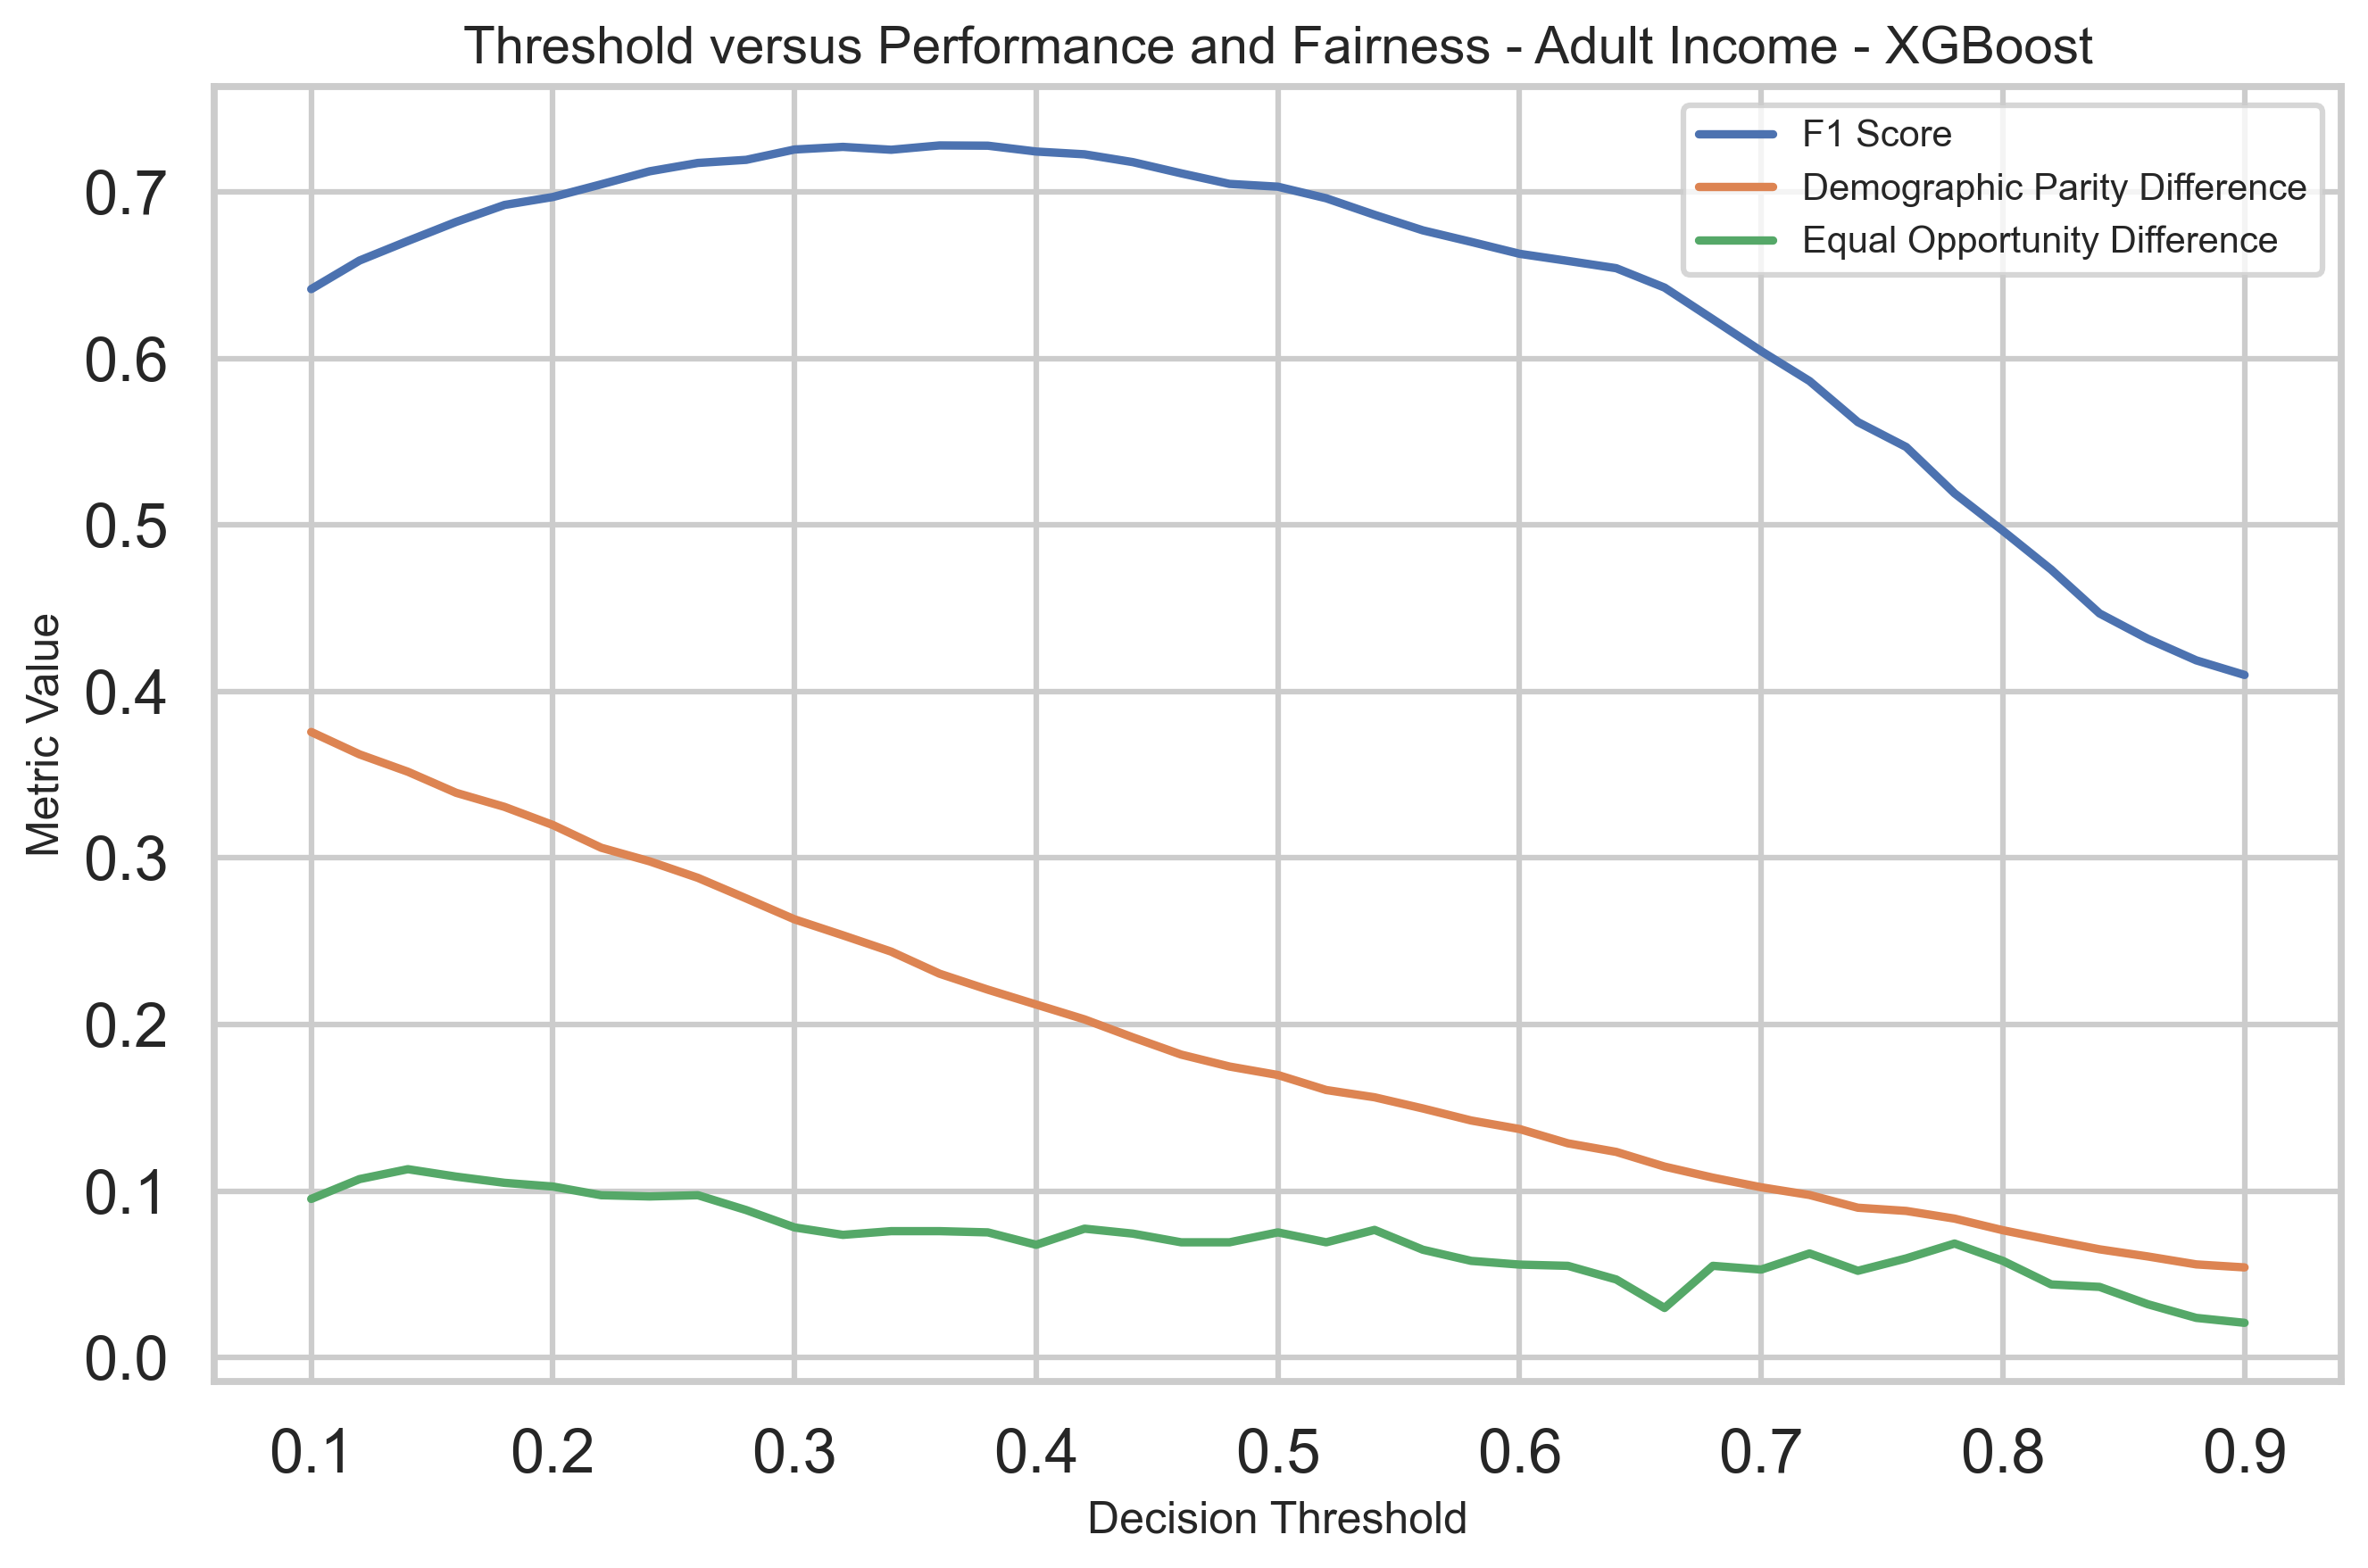 Threshold versus Performance and Fairness - Adult Income - XGBoost
F1 Score
Demographic Parity Difference
Equal Opportunity Difference
Metric Value
0.7
0.6
0.5
0.4
0.3
0.2
0.1
0.0
0.1 0.2 0.3 0.4 0.5 0.6 0.7 0.8 0.9
Decision Threshold